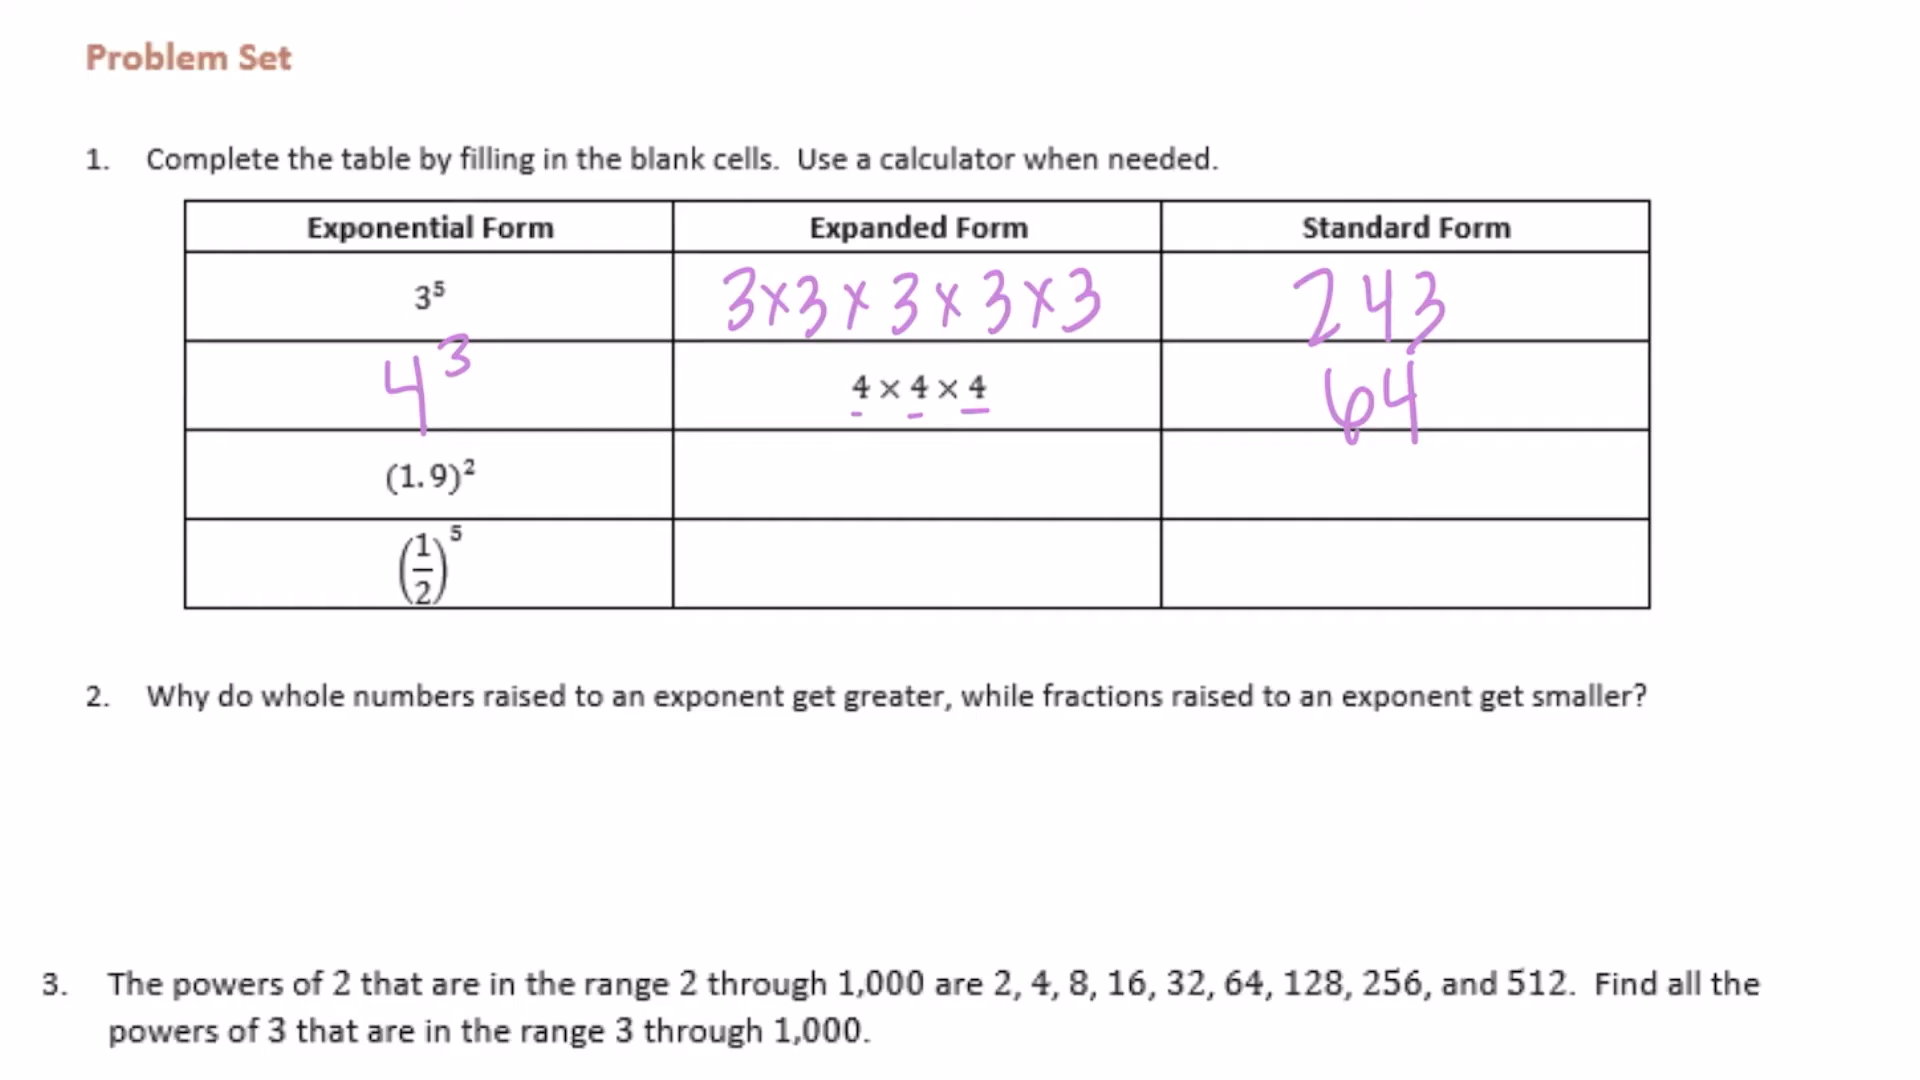 Problem Set
1. Complete the table by filling in the blank cells. Use a calculator when needed.
Exponential Form Expanded Form Standard Form
3⁵ 3×3×3×3×3 243
4³ 4 × 4 × 4 64
(1.9)²
(1/2)⁵
2. Why do whole numbers raised to an exponent get greater, while fractions raised to an exponent get smaller?
3. The powers of 2 that are in the range 2 through 1,000 are 2, 4, 8, 16, 32, 64, 128, 256, and 512. Find all the
powers of 3 that are in the range 3 through 1,000.